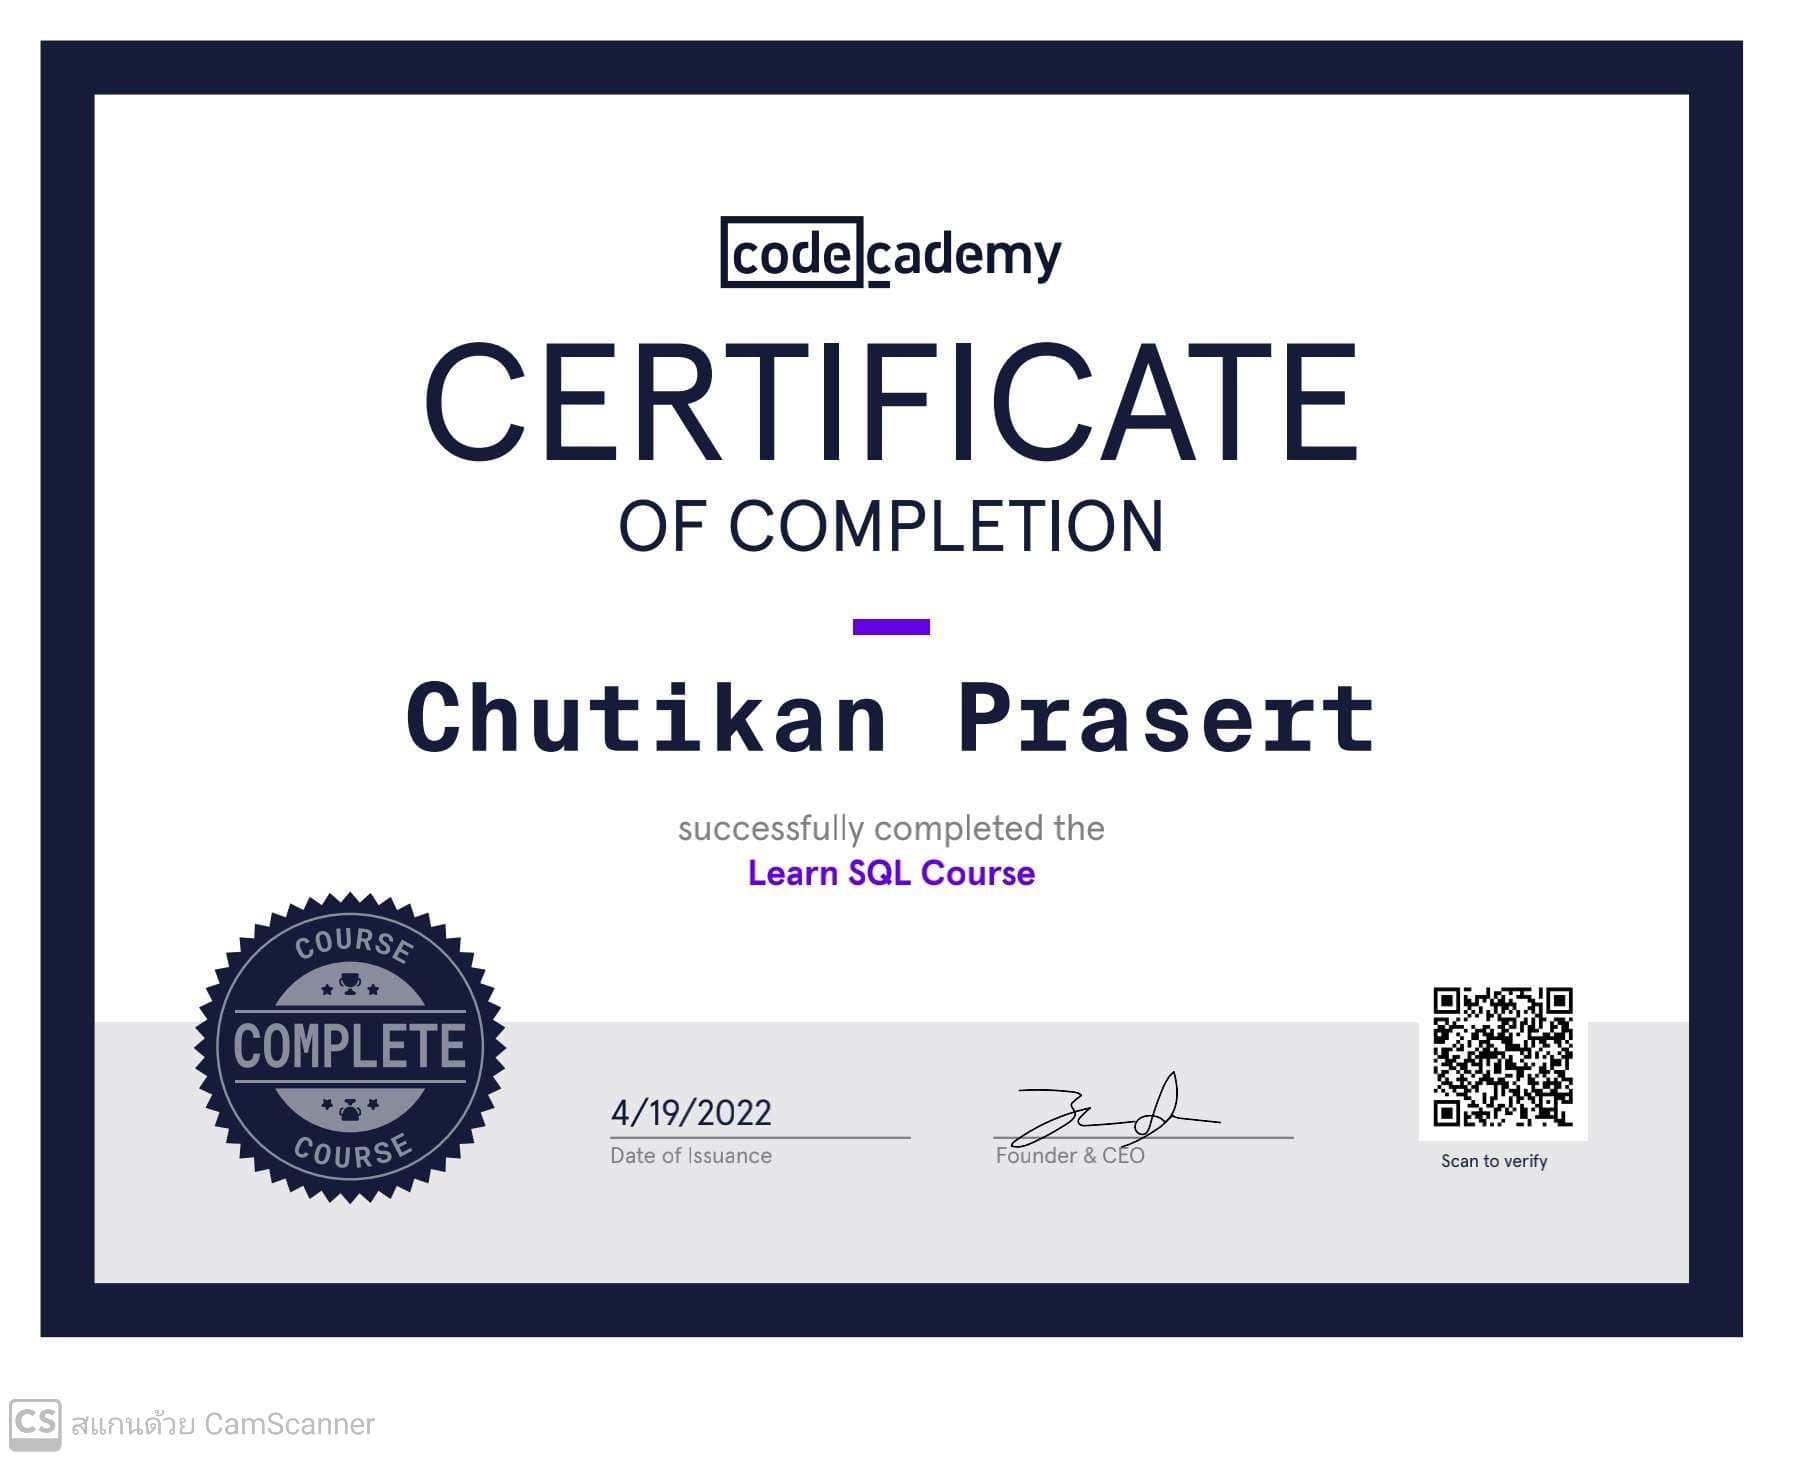 codecademy
CERTIFICATE
OF COMPLETION
Chutikan Prasert
successfully completed the
Learn SQL Course
COURSE
COMPLETE
COURSE
4/19/2022
Date of Issuance
Founder & CEO
Scan to verify
CS สแกนด้วย CamScanner